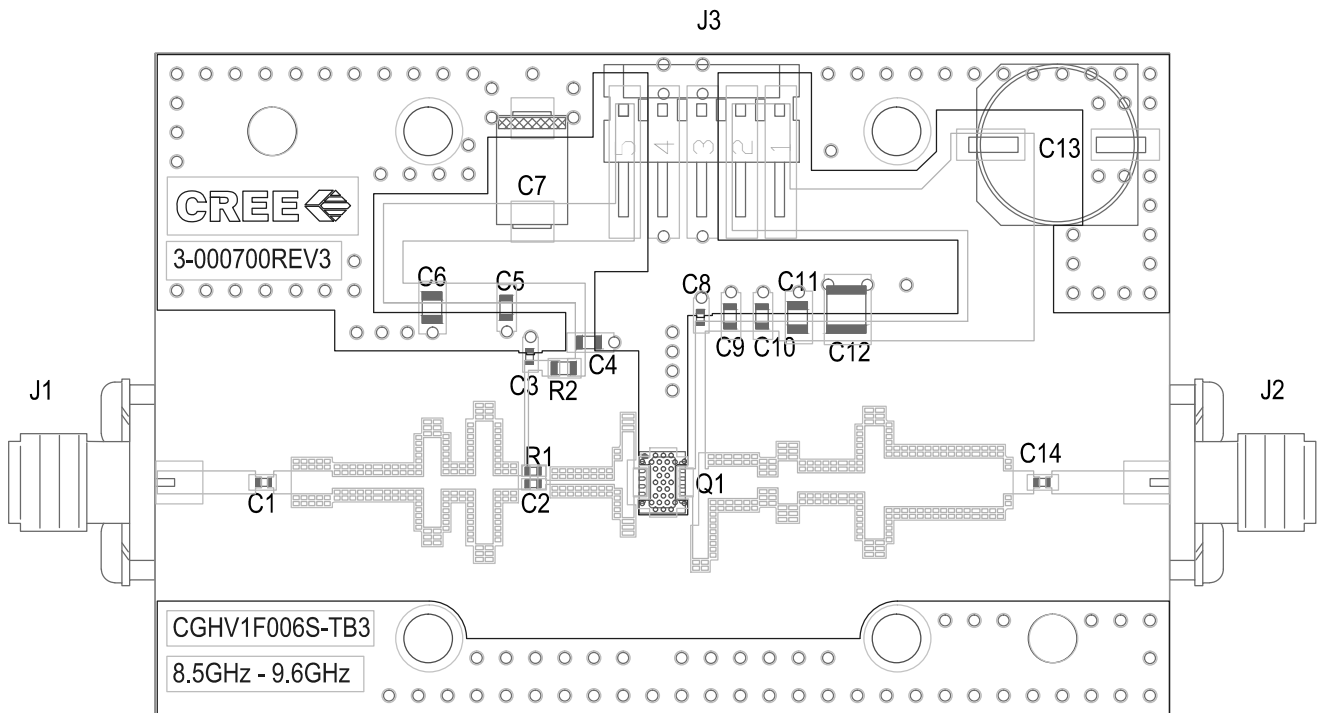 J3
5 4 3 2 1
C13
C7
CREE
3-000700REV3
C6 C5 C8 C11
C9 C10 C12
C3 C4
R2
J1 J2
R1 C14
C1 C2 Q1
CGHV1F006S-TB3
8.5GHz - 9.6GHz